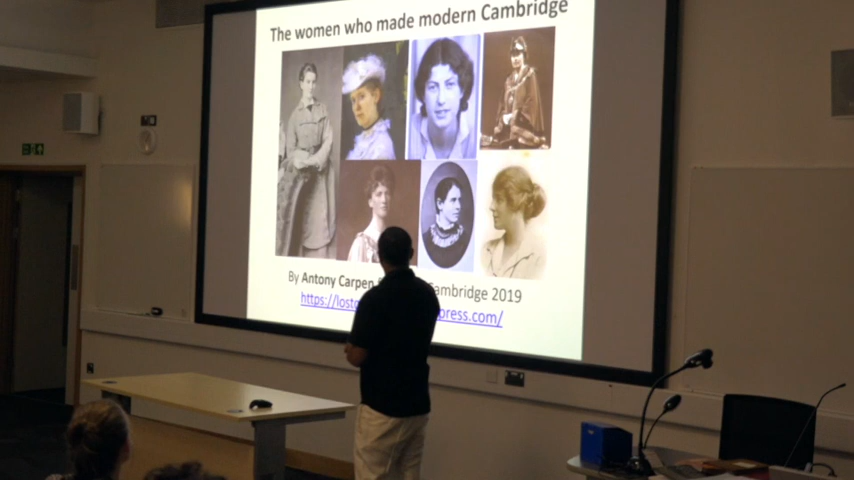 The women who made modern Cambridge
By Antony Carpen Cambridge 2019
https://lost press.com/